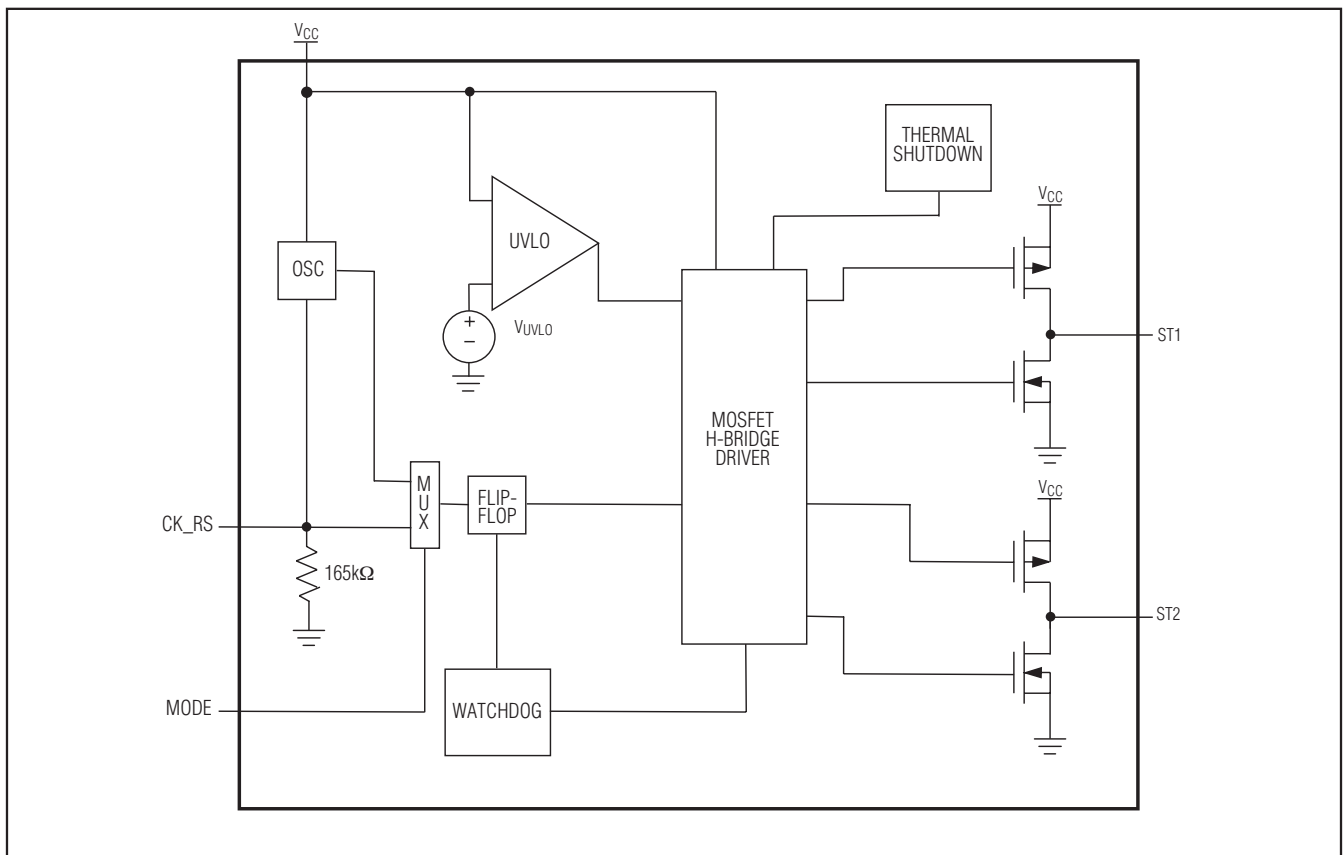 VCC
THERMAL
SHUTDOWN
VCC
UVLO
OSC
+
−
VUVLO
ST1
MOSFET
H-BRIDGE
DRIVER
M
U
X
FLIP-
FLOP
VCC
CK_RS
165kΩ
ST2
MODE
WATCHDOG